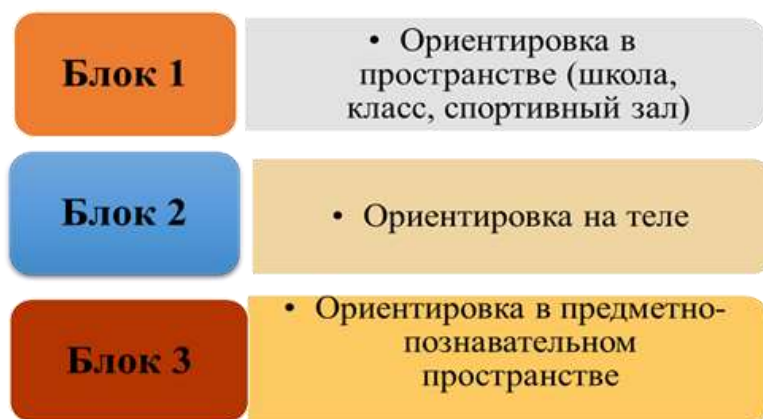 Блок 1
• Ориентировка в
пространстве (школа,
класс, спортивный зал)
Блок 2
• Ориентировка на теле
Блок 3
• Ориентировка в предметно-
познавательном
пространстве